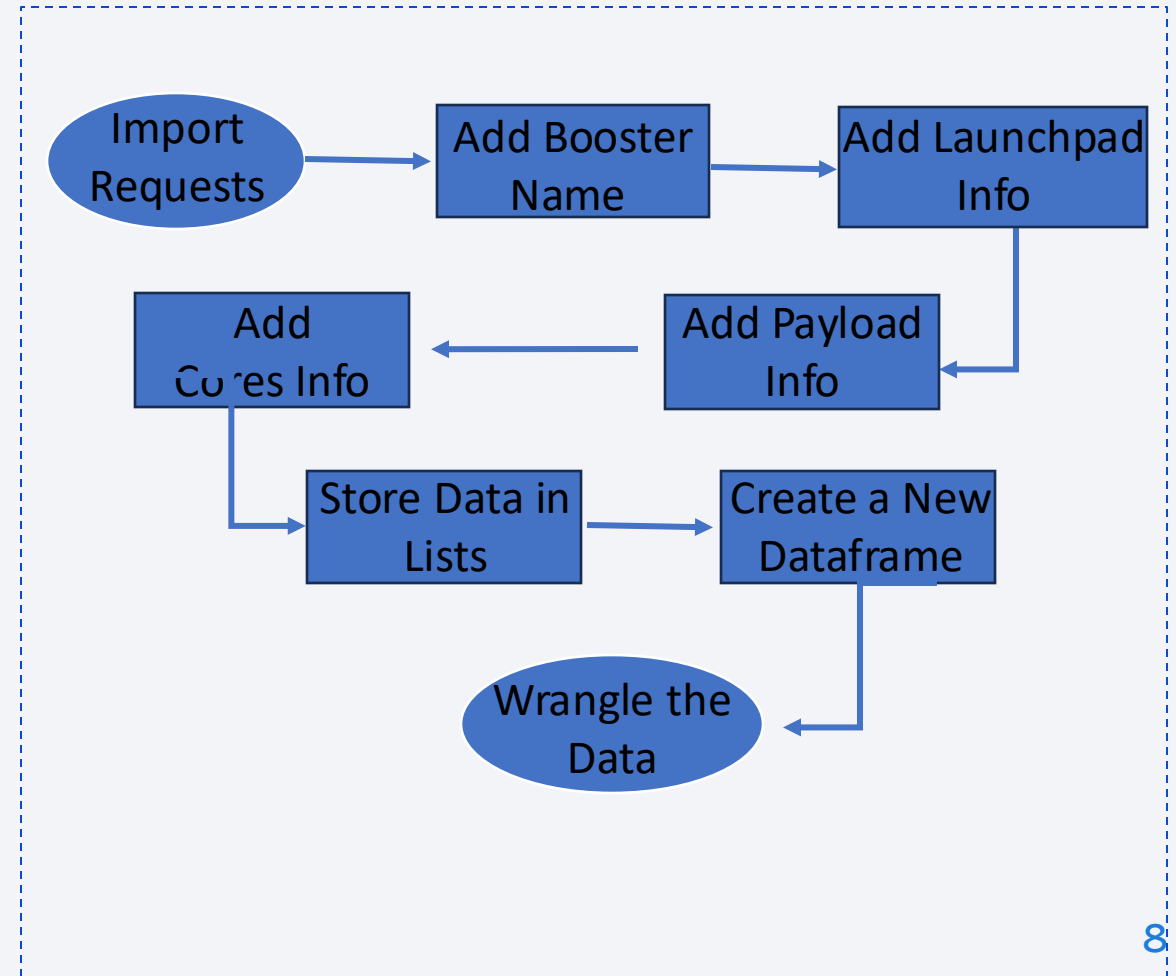 Import
Requests
Add Booster
Name
Add Launchpad
Info
Add Payload
Info
Add
Cores Info
Store Data in
Lists
Create a New
Dataframe
Wrangle the
Data
8